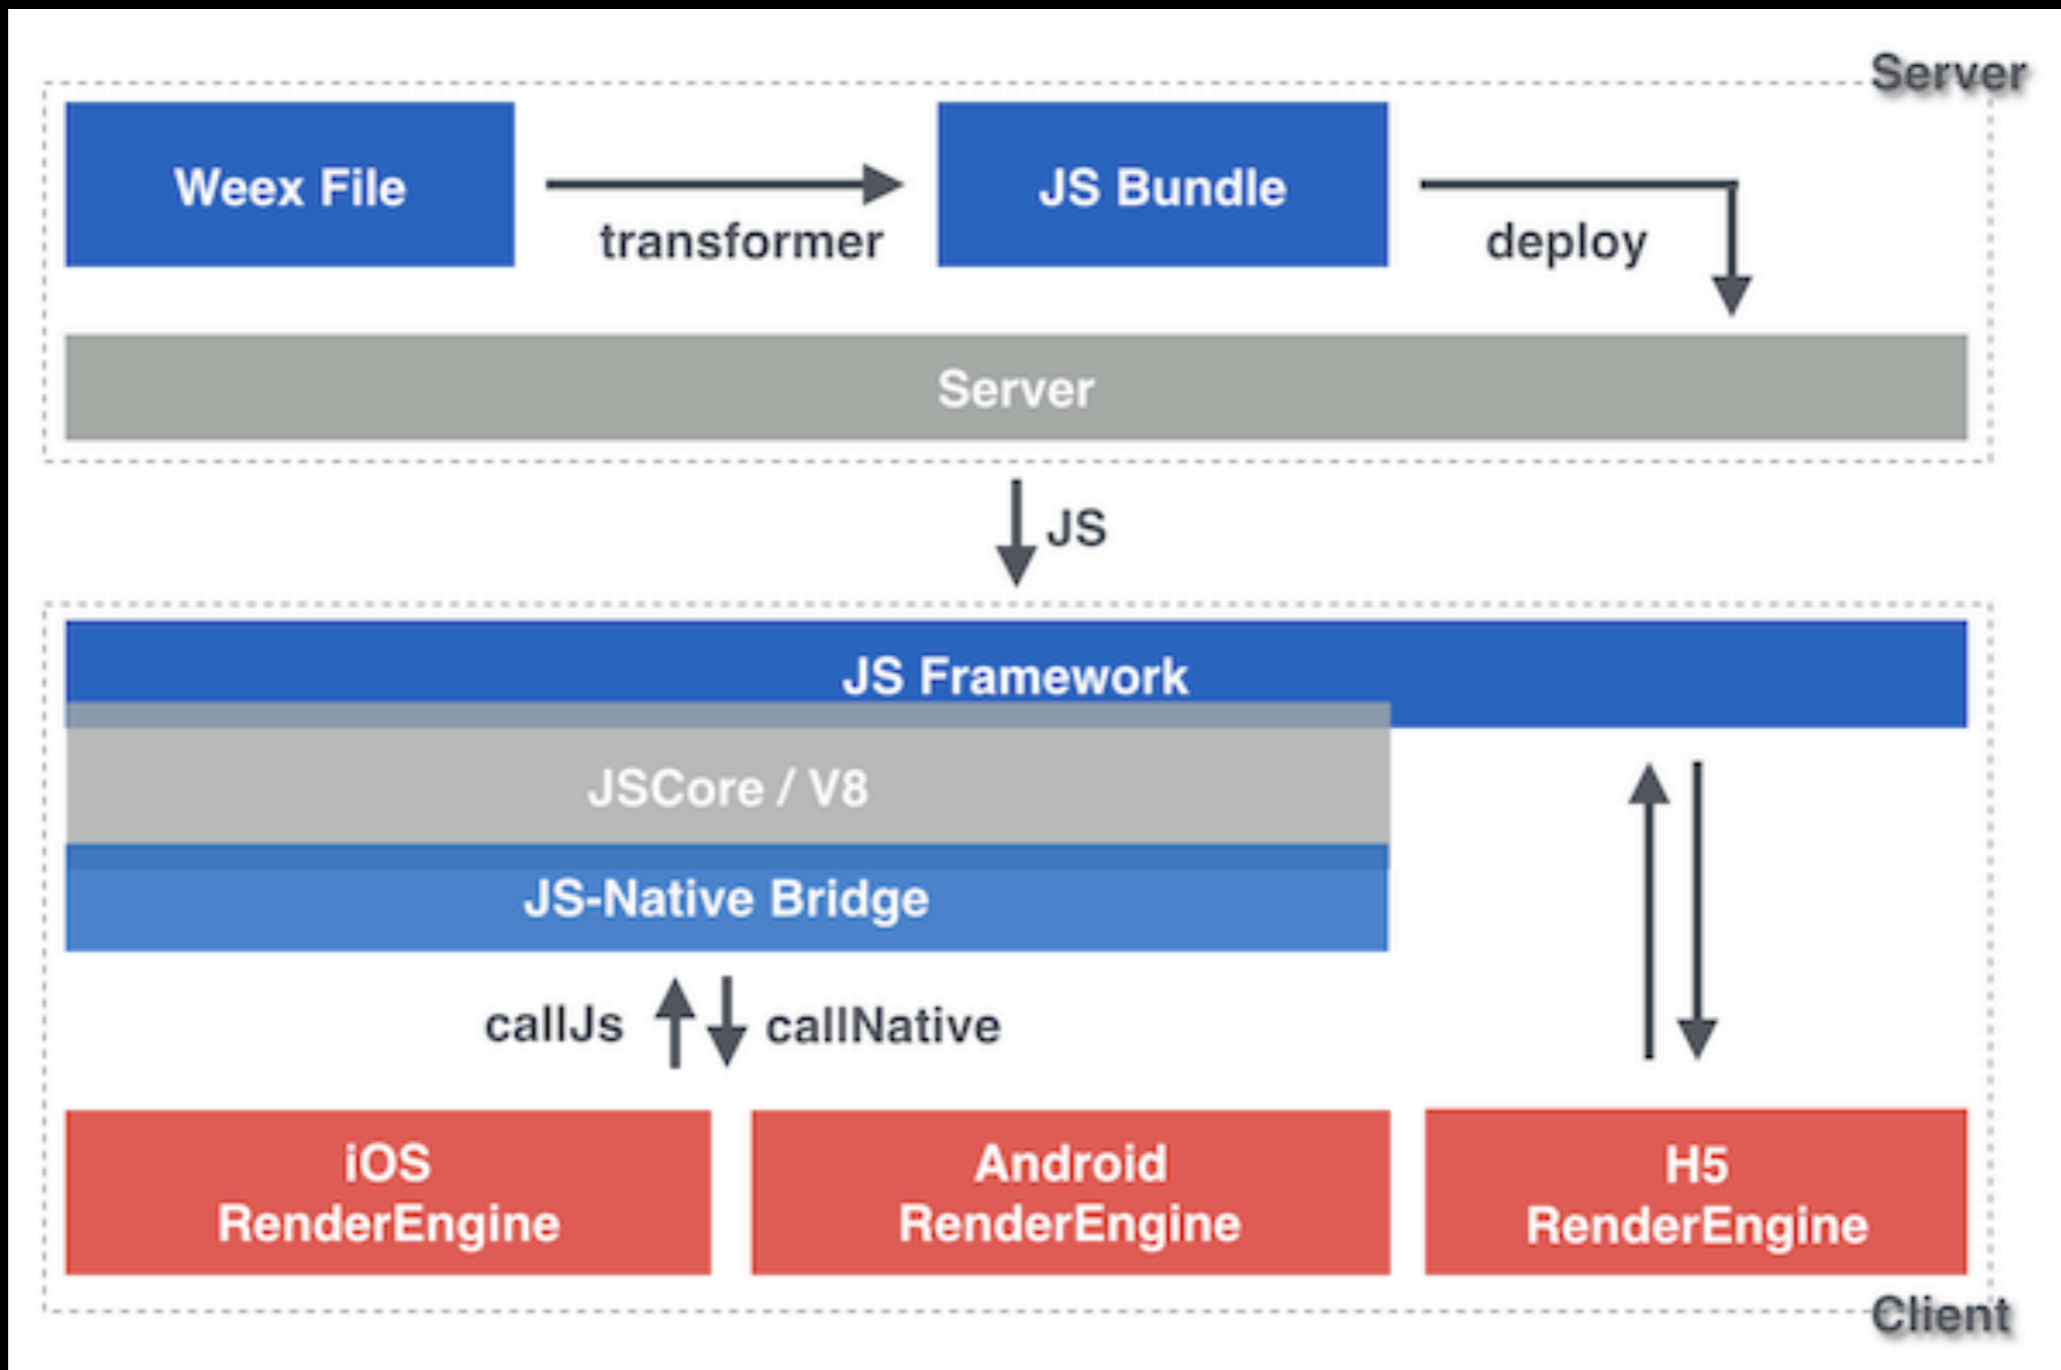 Server
Weex File
transformer
JS Bundle
deploy
Server
JS
JS Framework
JSCore / V8
JS-Native Bridge
callJs
callNative
iOS
RenderEngine
Android
RenderEngine
H5
RenderEngine
Client